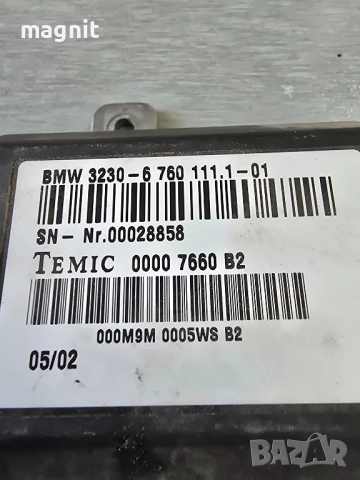 magnit
BMW 3230-6 760 111.1-01
SN- Nr.00028858
TEMIC 0000 7660 B2
000M9M 0005WS B2
05/02
BAZAR